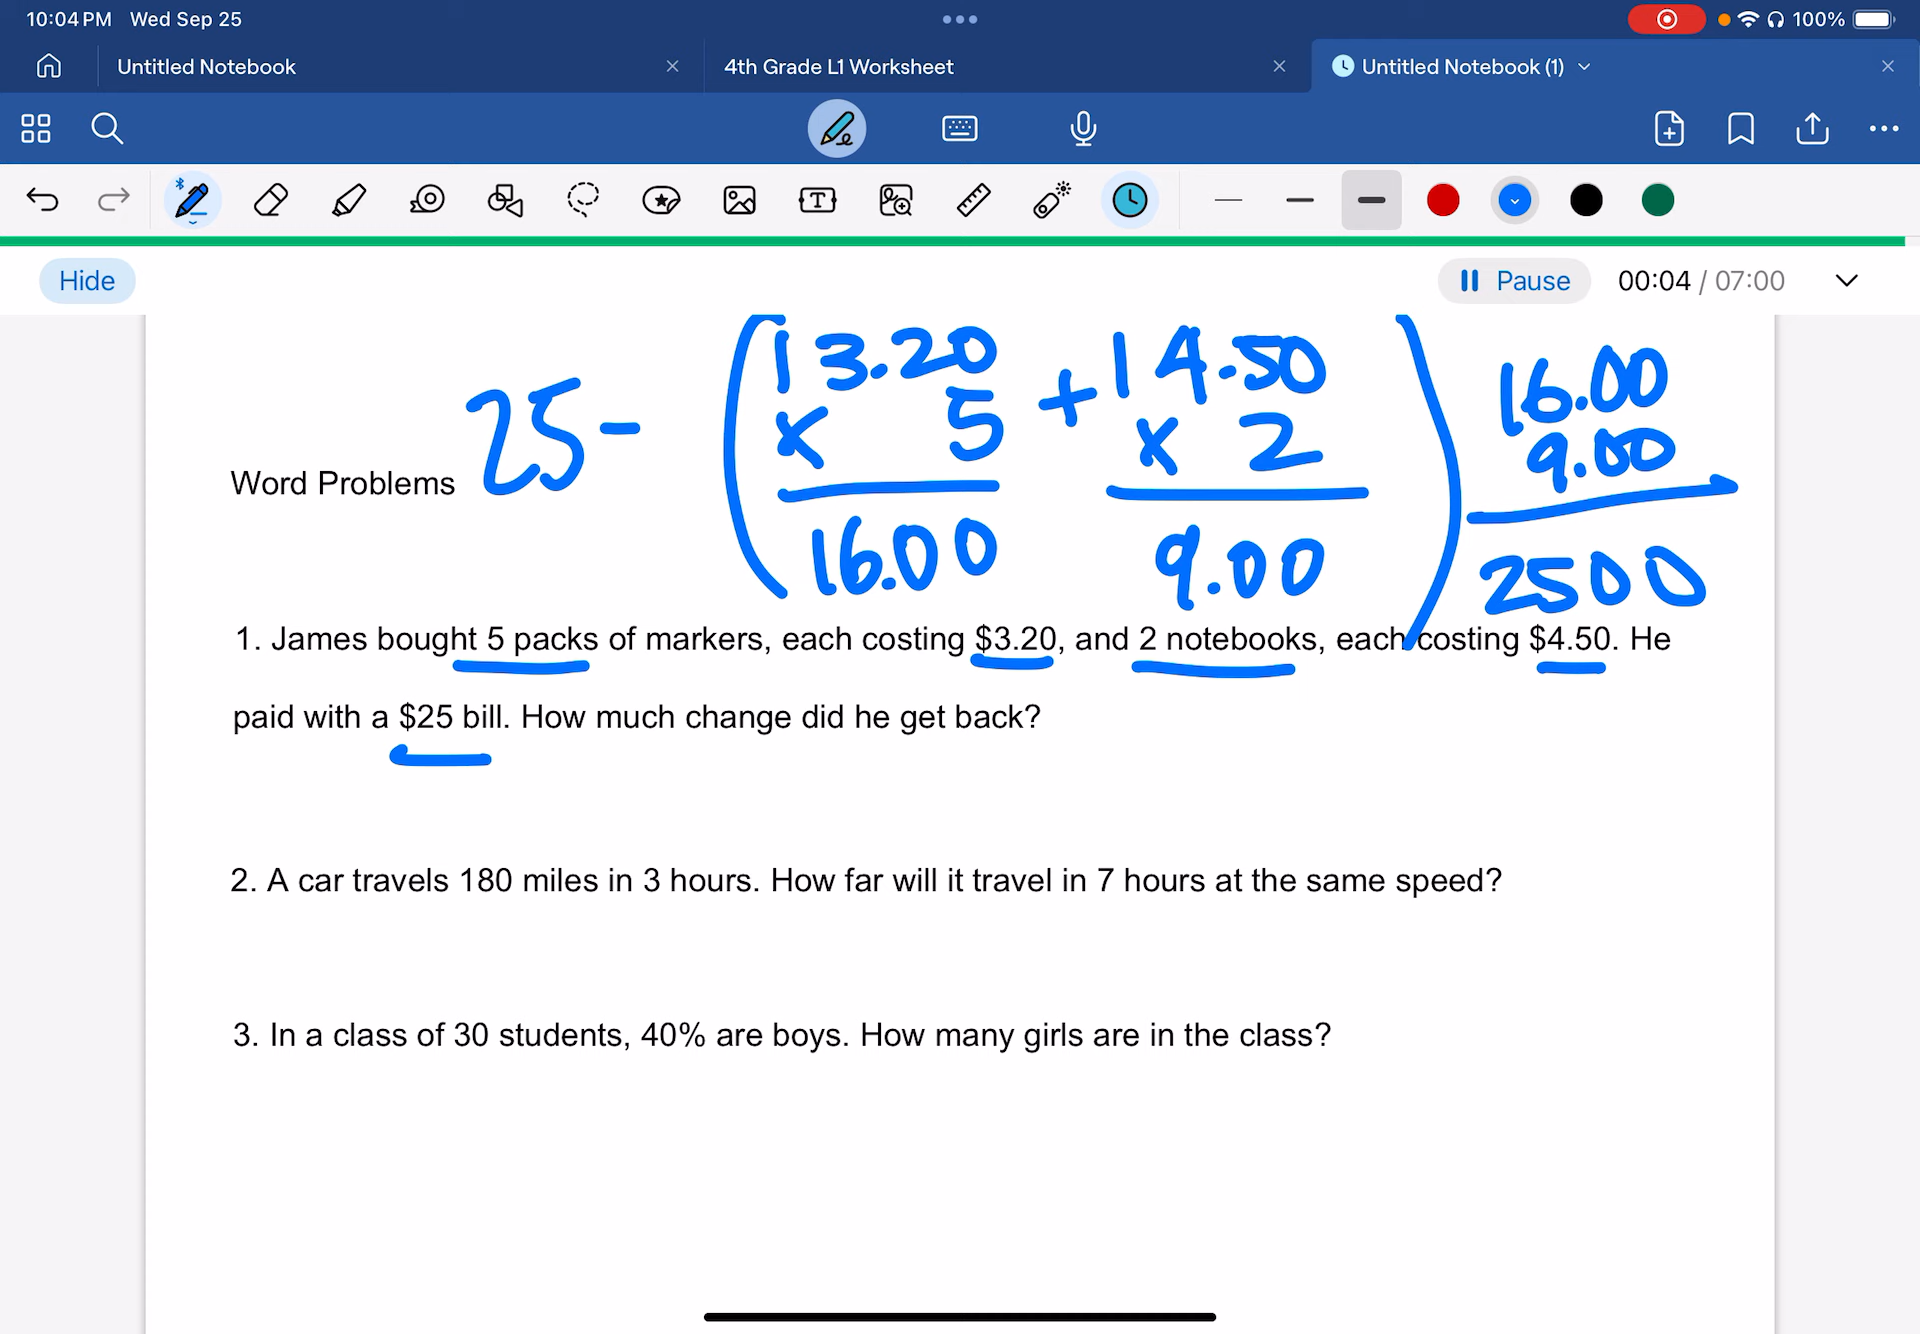 10:04 PM Wed Sep 25
100%
Untitled Notebook
4th Grade L1 Worksheet
Untitled Notebook (1)
Hide
Pause
00:04 / 07:00
25- ( 13.20 + 14.50 ) 16.00
x 5 x 2 9.00
16.00 9.00 2500
Word Problems
1. James bought 5 packs of markers, each costing $3.20, and 2 notebooks, each costing $4.50. He
paid with a $25 bill. How much change did he get back?
2. A car travels 180 miles in 3 hours. How far will it travel in 7 hours at the same speed?
3. In a class of 30 students, 40% are boys. How many girls are in the class?